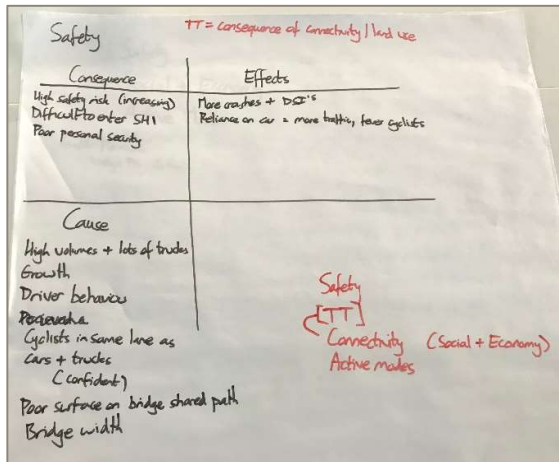 Safety
TT = consequence of connectivity / land use
Consequence
High safety risk (increasing)
Difficult to enter SH1
Poor personal security
Effects
More crashes + DSI's
Reliance on car = more traffic, fewer cyclists
Cause
High volumes + lots of trucks
Growth
Driver behaviour
Cyclists in same lane as
cars + trucks
(confident)
Poor surface on bridge shared path
Bridge width
Safety
[TT]
Connectivity (Social + Economy)
Active modes